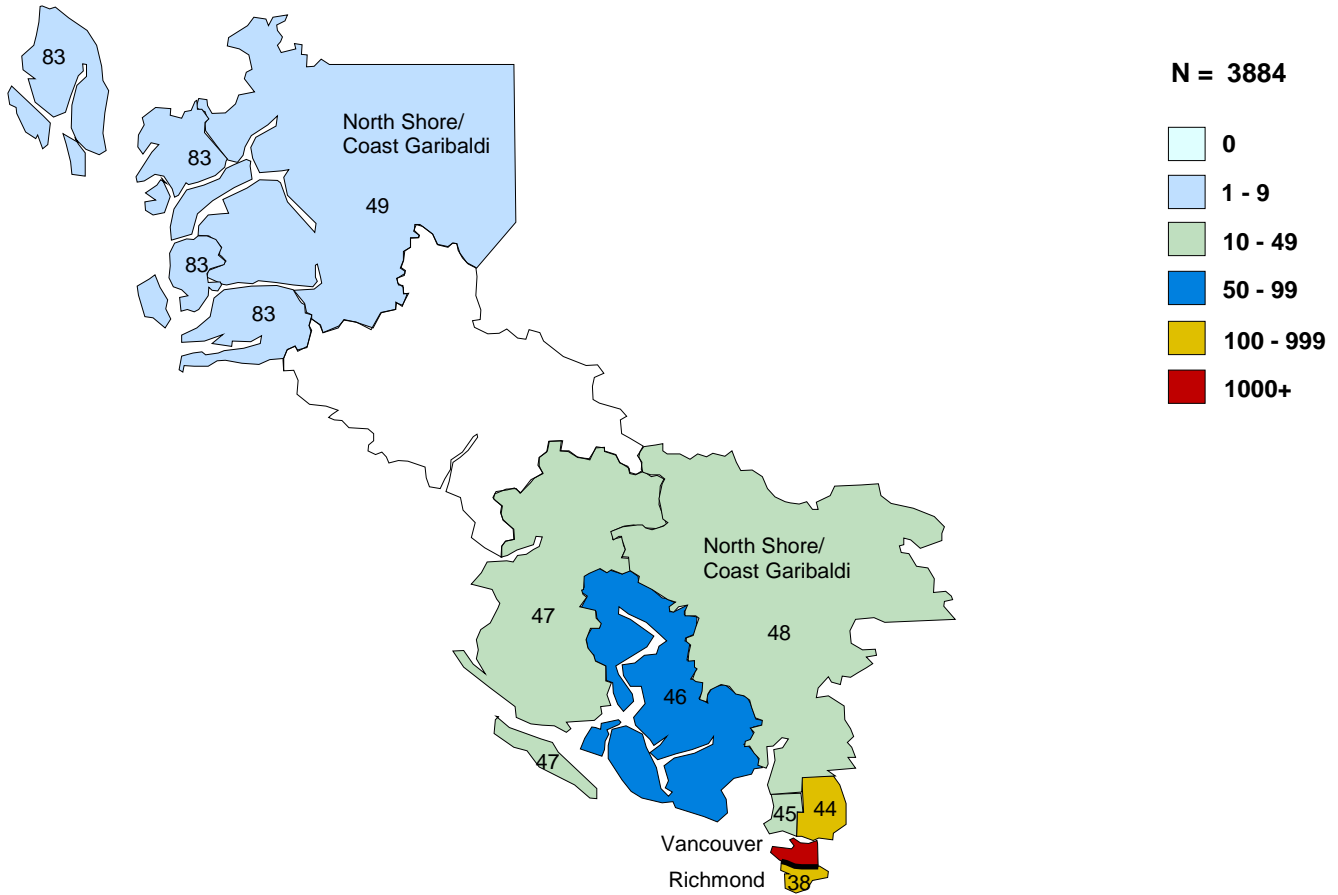 83
N = 3884
North Shore/
Coast Garibaldi
0
83
1 - 9
49
10 - 49
83
50 - 99
83
100 - 999
1000+
North Shore/
Coast Garibaldi
47
48
46
47
45
44
Vancouver
Richmond
38